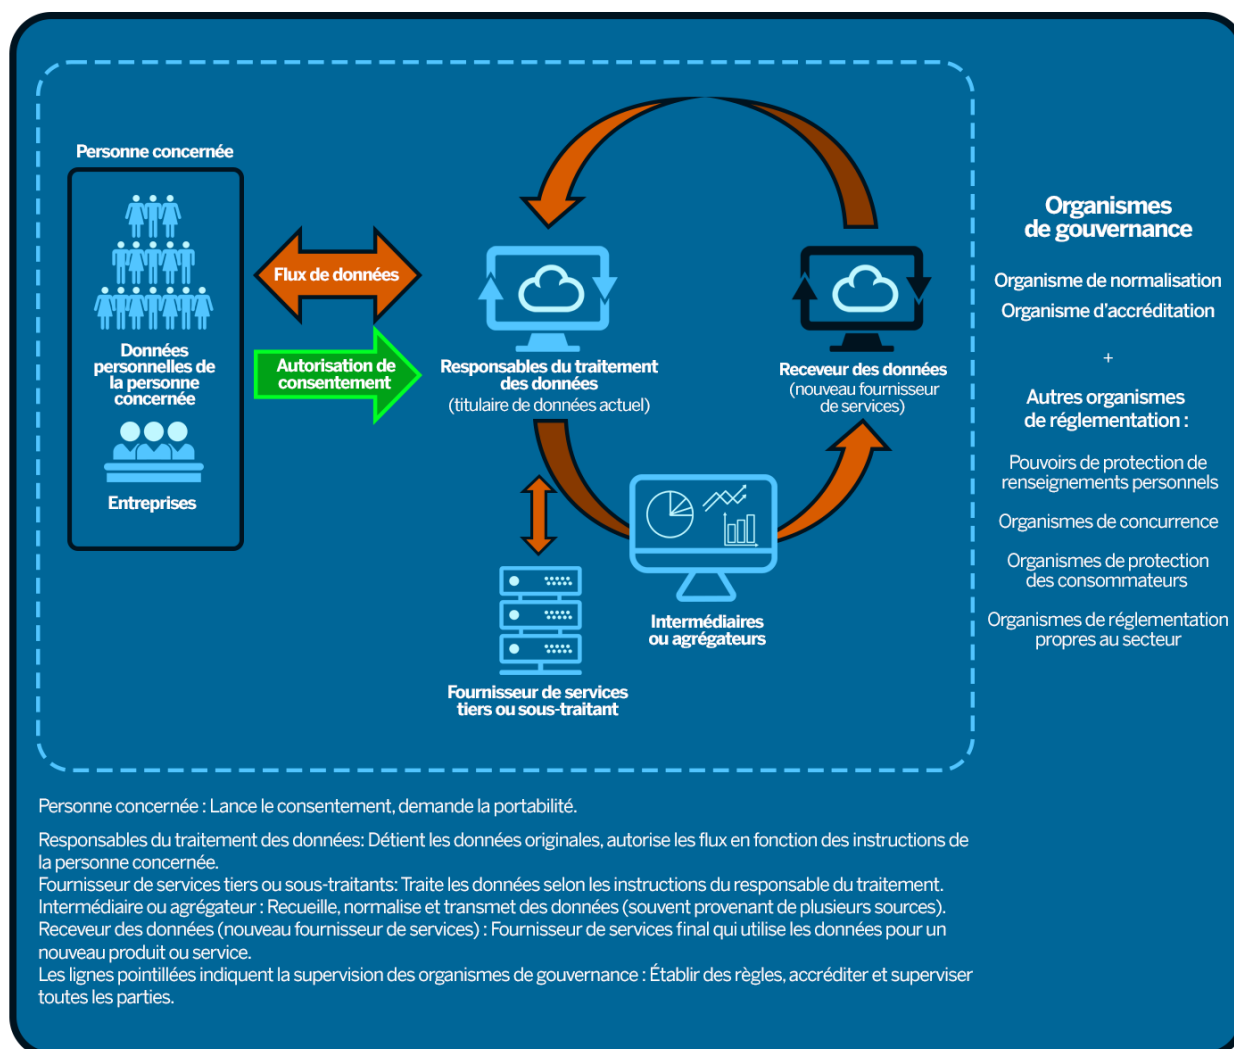 Personne concernée
Données
personnelles de
la personne
concernée
Entreprises
Flux de données
Autorisation de
consentement
Responsables du traitement
des données
(titulaire de données actuel)
Receveur des données
(nouveau fournisseur
de services)
Intermédiaires
ou agrégateurs
Fournisseur de services
tiers ou sous-traitant
Organismes
de gouvernance
Organisme de normalisation
Organisme d'accréditation
+
Autres organismes
de réglementation :
Pouvoirs de protection de
renseignements personnels
Organismes de concurrence
Organismes de protection
des consommateurs
Organismes de réglementation
propres au secteur
Personne concernée : Lance le consentement, demande la portabilité.
Responsables du traitement des données: Détient les données originales, autorise les flux en fonction des instructions de
la personne concernée.
Fournisseur de services tiers ou sous-traitants: Traite les données selon les instructions du responsable du traitement.
Intermédiaire ou agrégateur : Recueille, normalise et transmet des données (souvent provenant de plusieurs sources).
Receveur des données (nouveau fournisseur de services) : Fournisseur de services final qui utilise les données pour un
nouveau produit ou service.
Les lignes pointillées indiquent la supervision des organismes de gouvernance : Établir des règles, accréditer et superviser
toutes les parties.